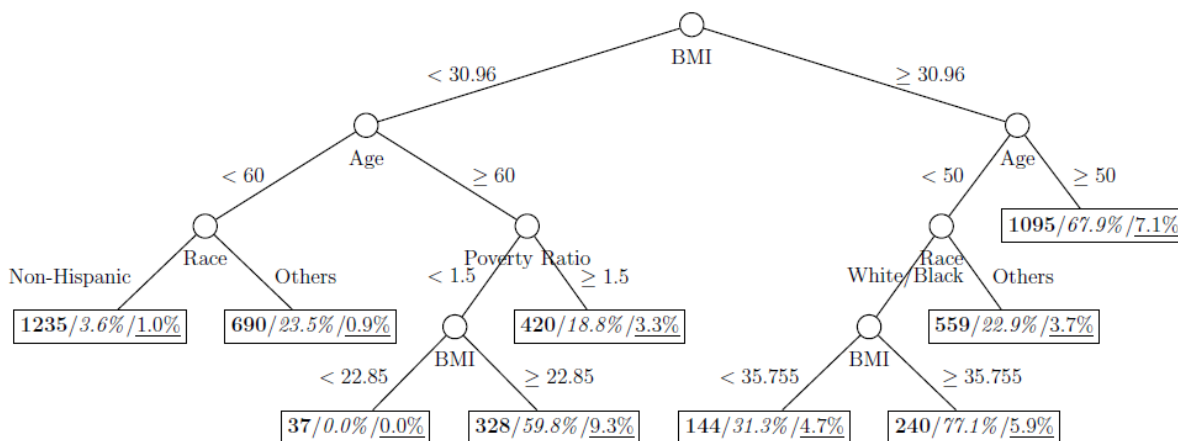 BMI
< 30.96
≥ 30.96
Age
Age
< 60
≥ 60
< 50
≥ 50
1095/67.9%/7.1%
Race
Poverty Ratio
Race
Non-Hispanic
Others
< 1.5
≥ 1.5
White/Black
Others
1235/3.6%/1.0%
690/23.5%/0.9%
420/18.8%/3.3%
559/22.9%/3.7%
BMI
BMI
< 22.85
≥ 22.85
< 35.755
≥ 35.755
37/0.0%/0.0%
328/59.8%/9.3%
144/31.3%/4.7%
240/77.1%/5.9%